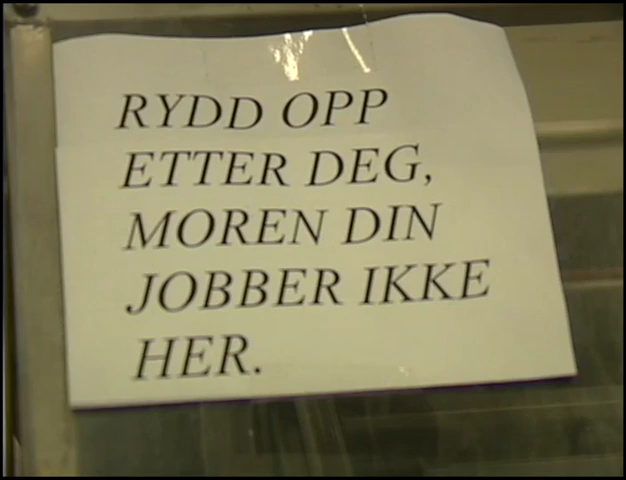 RYDD OPP
ETTER DEG,
MOREN DIN
JOBBER IKKE
HER.